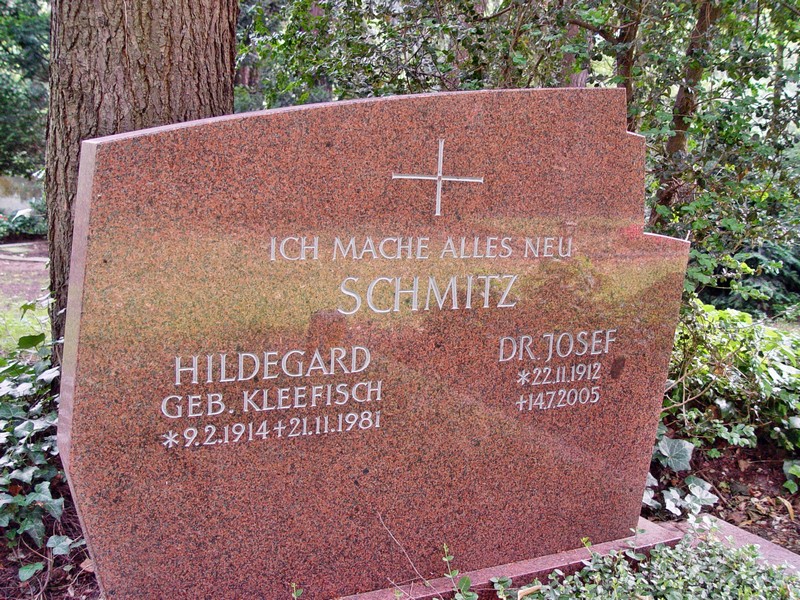 ICH MACHE ALLES NEU
SCHMITZ
HILDEGARD
GEB. KLEEFISCH
*9.2.1914+21.11.1981
DR. JOSEF
*22.11.1912
+14.7.2005